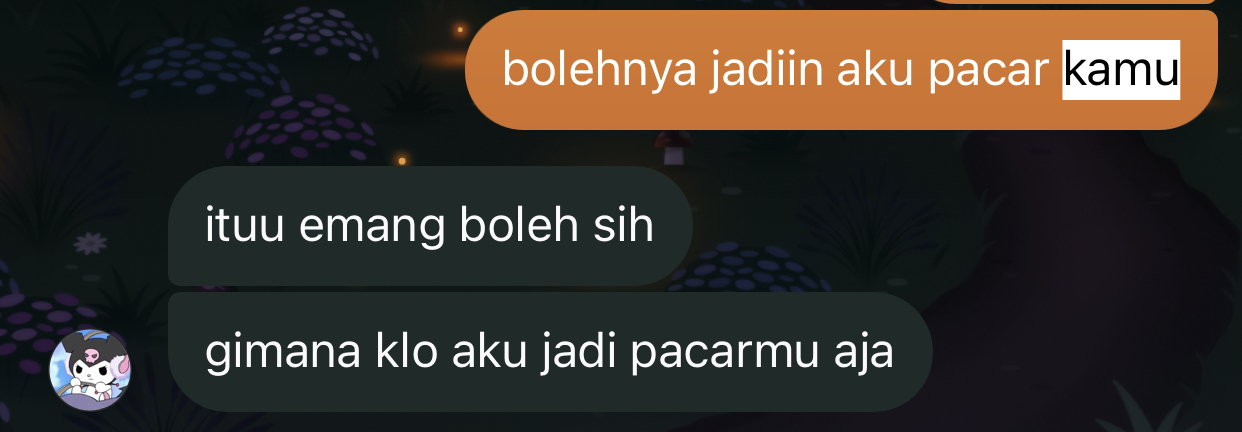 bolehnya jadiin aku pacar kamu
ituu emang boleh sih
gimana klo aku jadi pacarmu aja